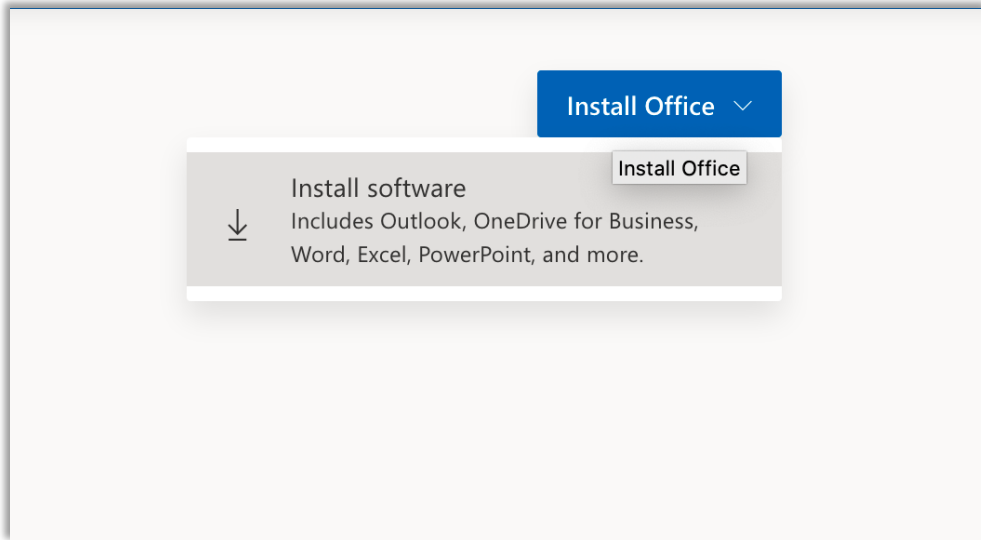 Install Office
Install Office
Install software
Includes Outlook, OneDrive for Business,
Word, Excel, PowerPoint, and more.